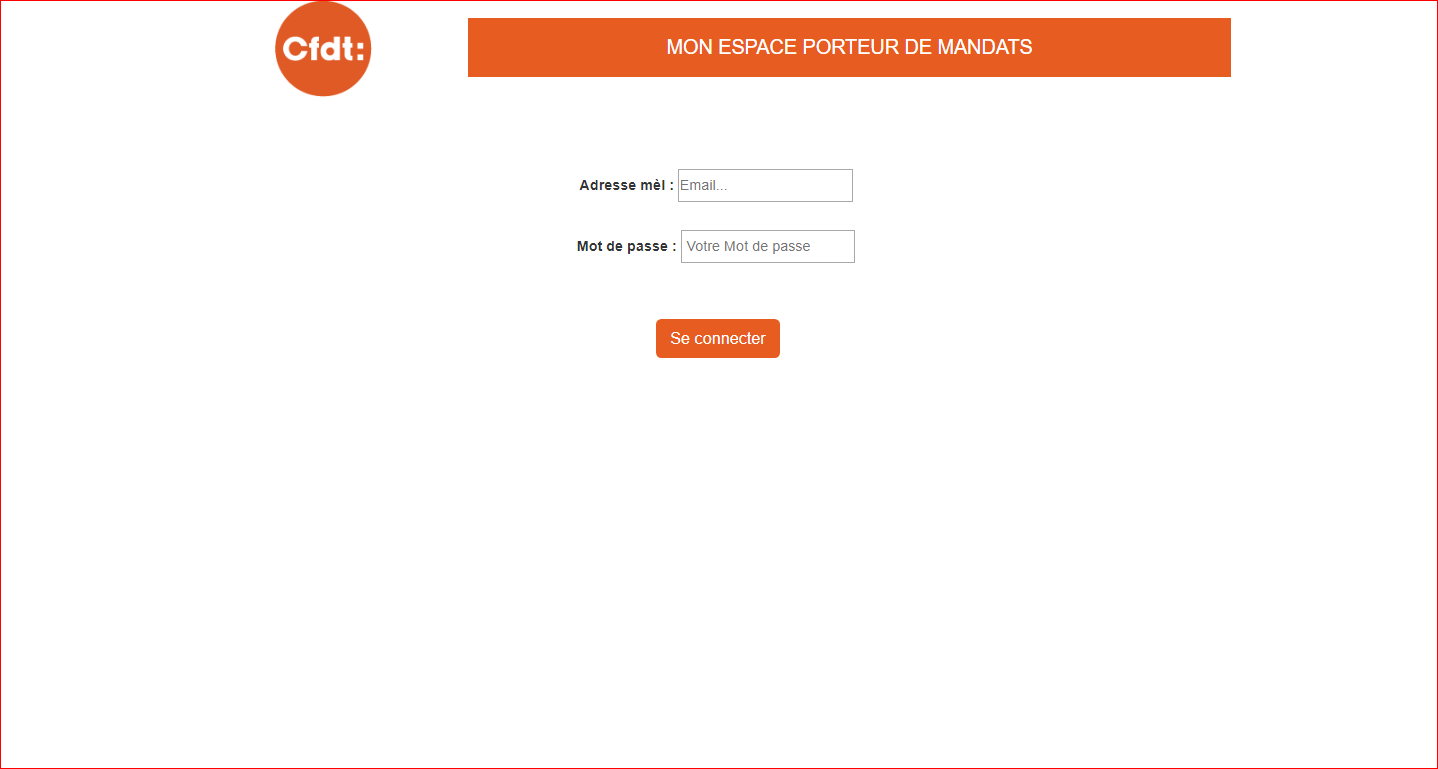 Cfdt:
MON ESPACE PORTEUR DE MANDATS
Adresse mèl : Email...
Mot de passe : Votre Mot de passe
Se connecter